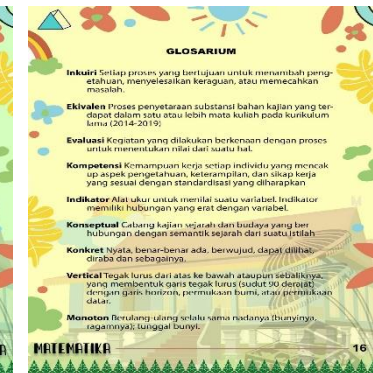 GLOSARIUM
Inkuiri Setiap proses yang bertujuan untuk menambah peng-
etahuan, menyelesaikan keraguan, atau memecahkan
masalah.
Ekivalen Proses penyetaraan substansi bahan kajian yang ter-
dapat dalam satu atau lebih mata kuliah pada kurikulum
lama (2014-2019)
Evaluasi Kegiatan yang dilakukan berkenaan dengan proses
untuk menentukan nilai dari suatu hal.
Kompetensi Kemampuan kerja setiap individu yang mencak
up aspek pengetahuan, keterampilan, dan sikap kerja
yang sesuai dengan standardisasi yang diharapkan
Indikator Alat ukur untuk menilai suatu variabel. Indikator
memiliki hubungan yang erat dengan variabel.
Konseptual Cabang kajian sejarah dan budaya yang ber
hubungan dengan semantik sejarah dari suatu istilah
Konkret Nyata, benar-benar ada, berwujud, dapat dilihat,
diraba dan sebagainya.
Vertical Tegak lurus dari atas ke bawah ataupun sebaliknya,
yang membentuk garis tegak lurus (sudut 90 derajat)
dengan garis horizon, permukaan bumi, atau permukaan
datar.
Monoton Berulang-ulang selalu sama nadanya (bunyinya,
ragamnya); tunggal bunyi.
MATEMATIKA
16